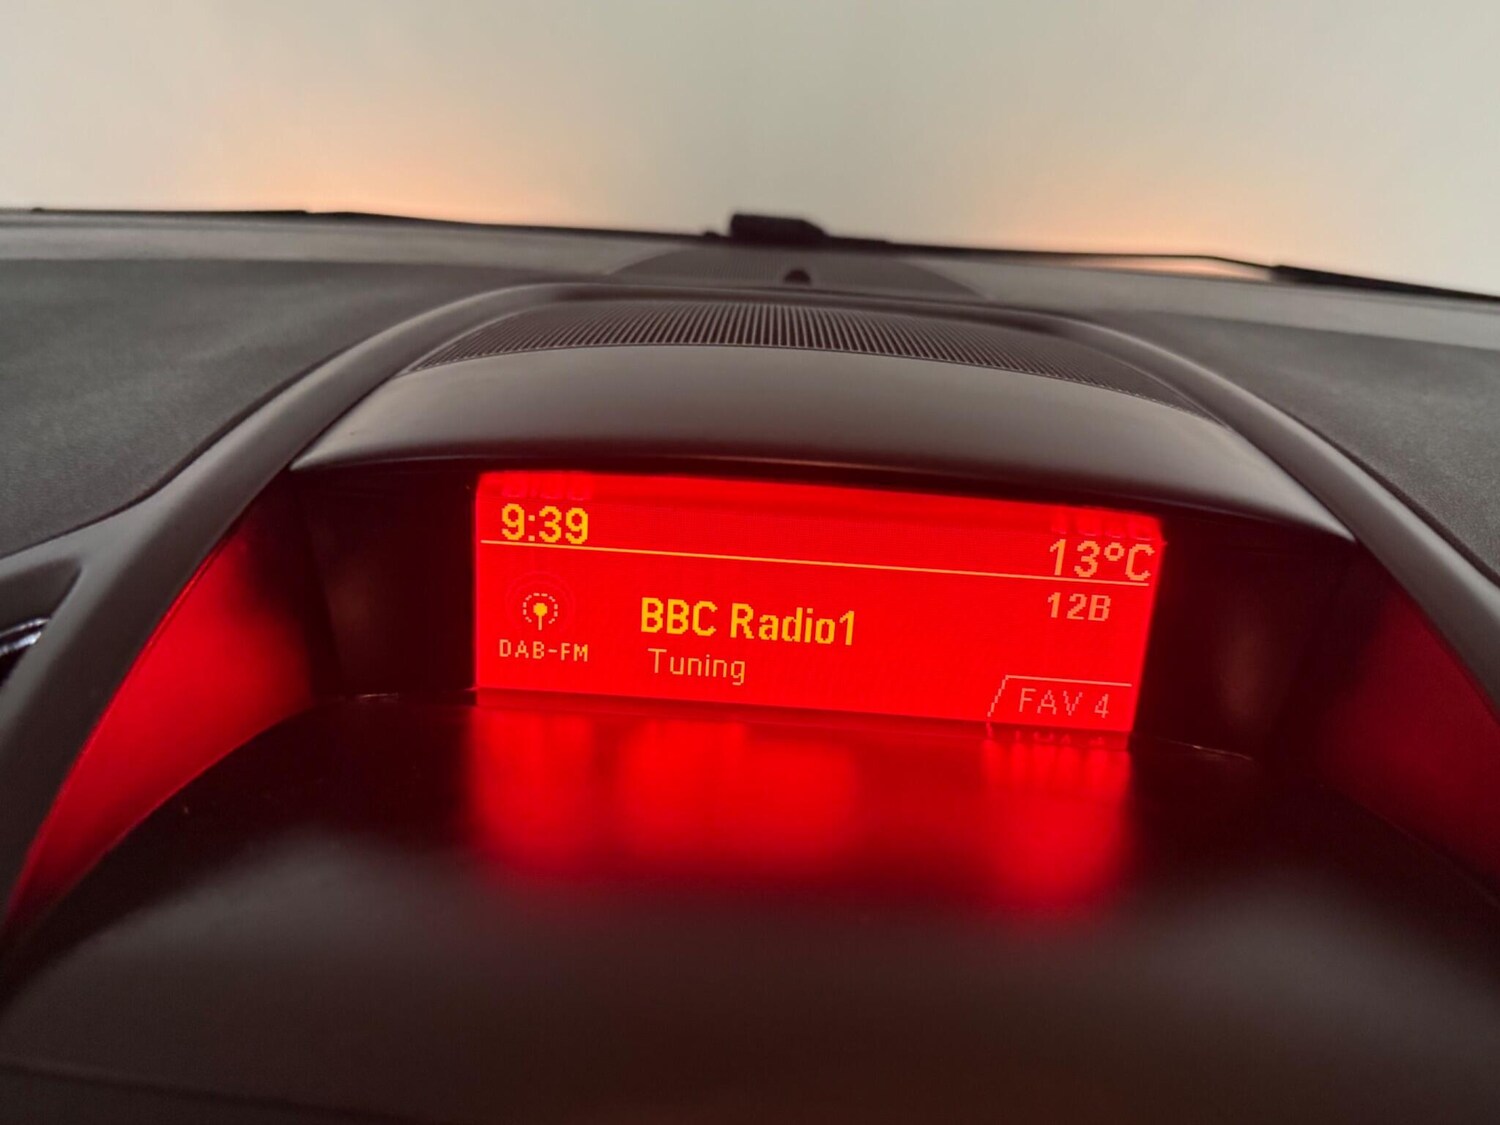 9:39
13°C
12B
BBC Radio1
DAB-FM
Tuning
FAV 4